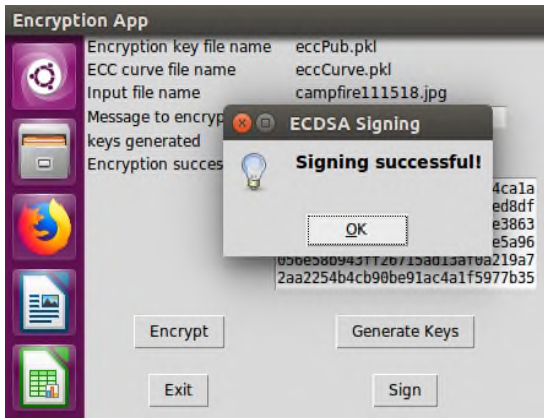 Encryption App
Encryption key file name eccPub.pkl
ECC curve file name eccCurve.pkl
Input file name campfire111518.jpg
Message to encryp
keys generated
Encryption succes
ECDSA Signing
Signing successful!
OK
4ca1a
ed8df
e3863
e5a96
056e58b943ff26715ad13af0a219a7
2aa2254b4cb90be91ac4a1f5977b35
Encrypt Generate Keys
Exit Sign